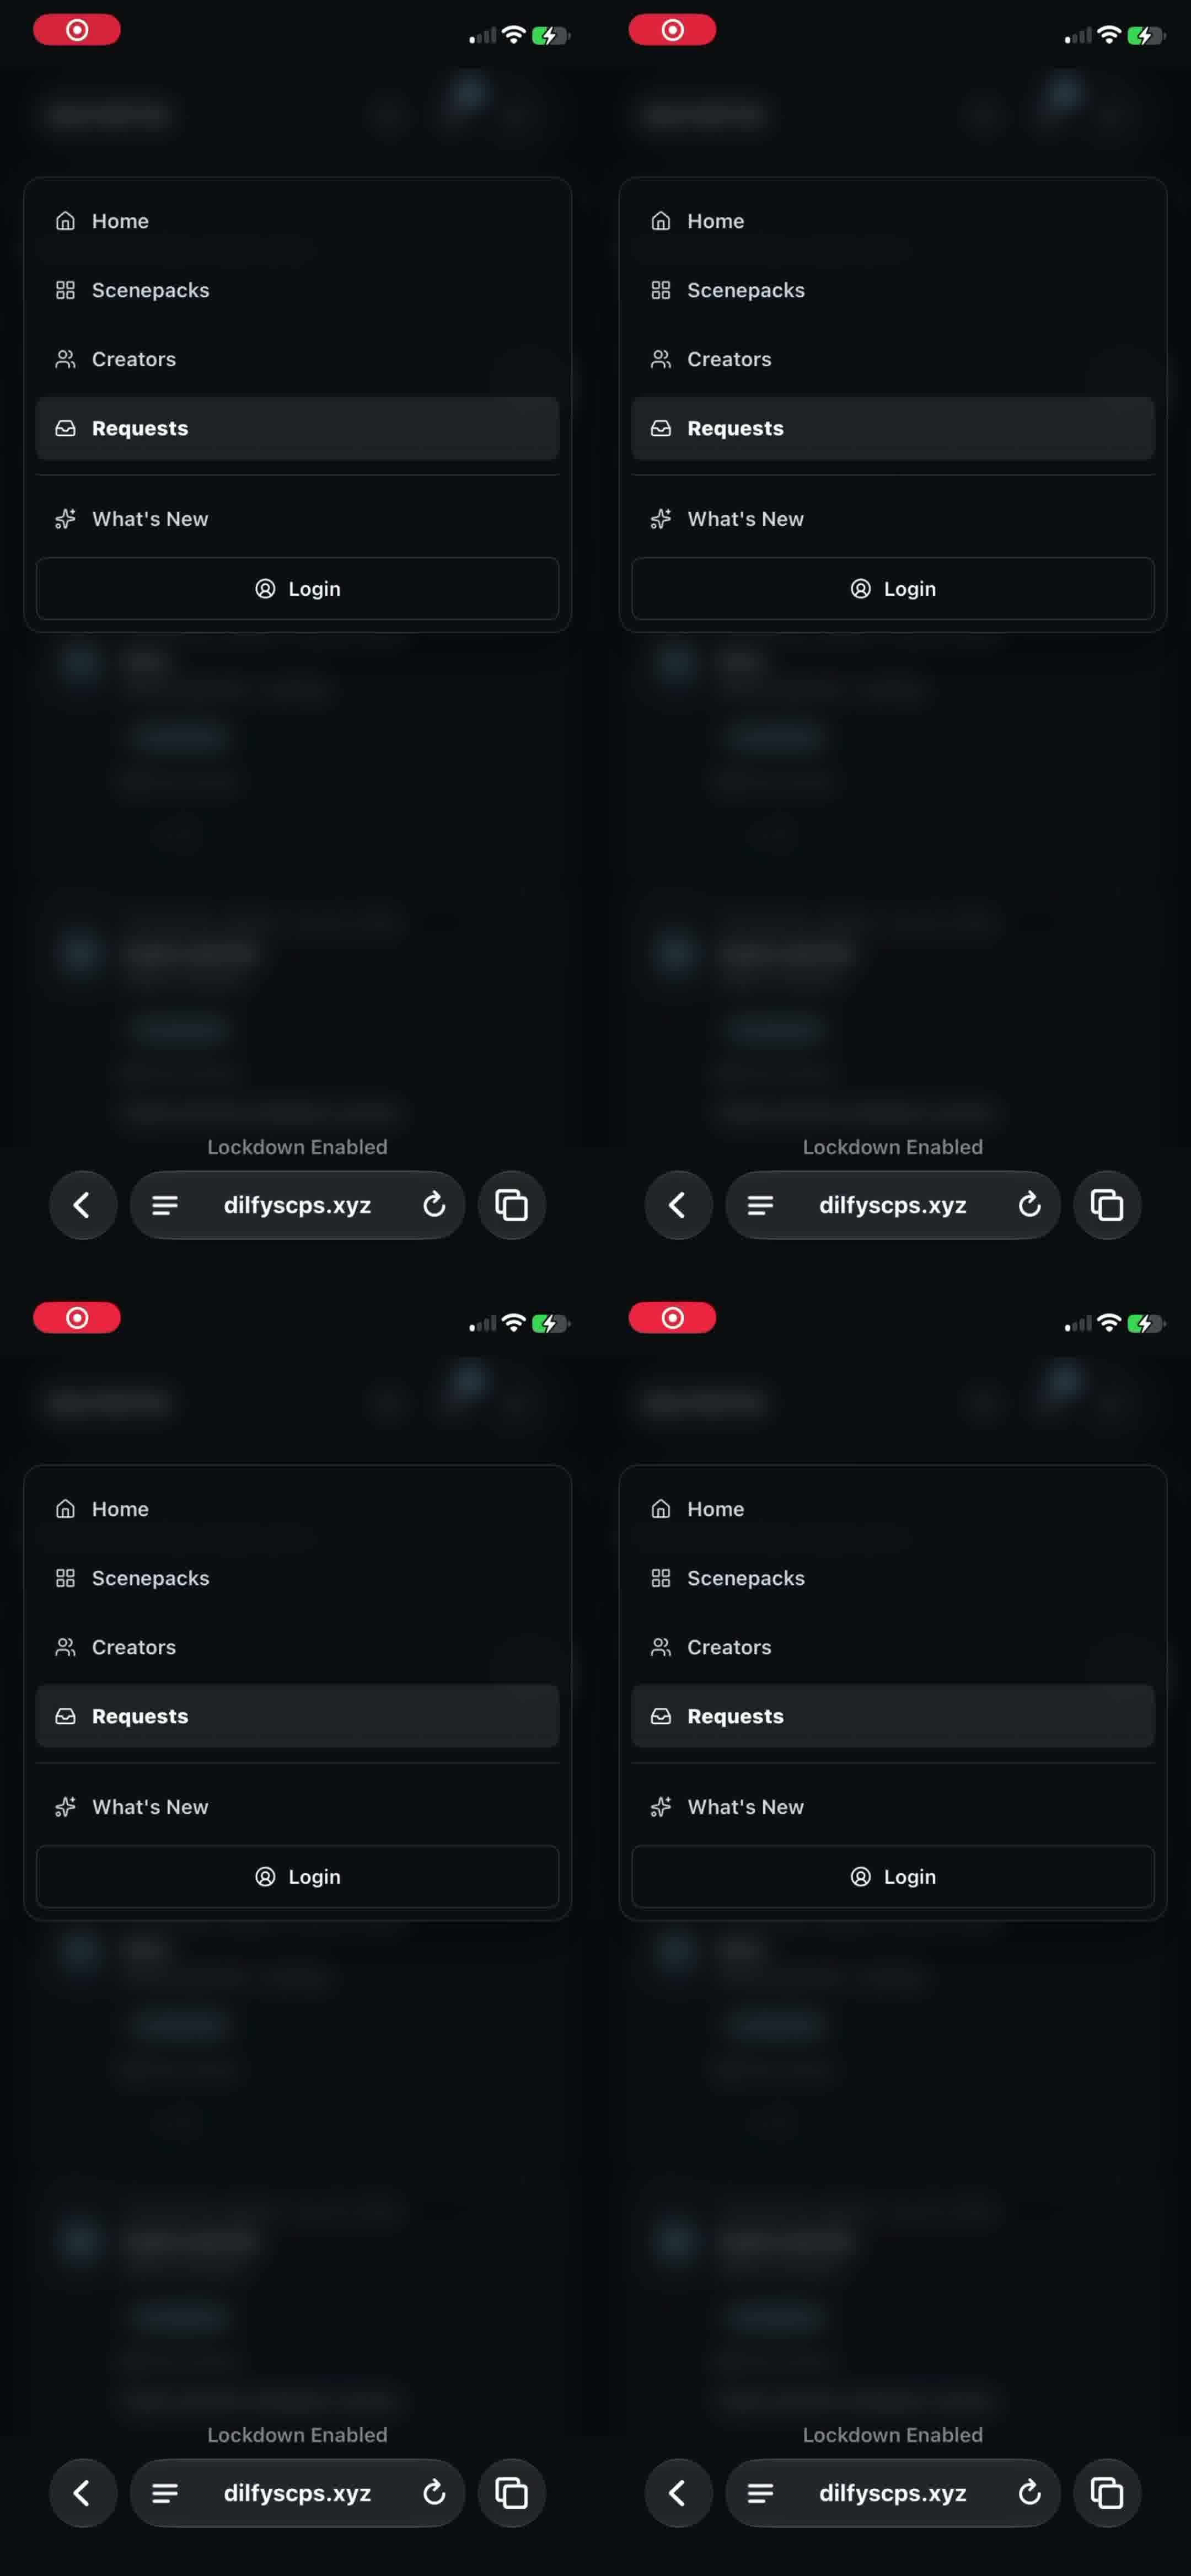 Home
Scenepacks
Creators
Requests
What's New
Login
Lockdown Enabled
dilfyscps.xyz
Home
Scenepacks
Creators
Requests
What's New
Login
Lockdown Enabled
dilfyscps.xyz
Home
Scenepacks
Creators
Requests
What's New
Login
Lockdown Enabled
dilfyscps.xyz
Home
Scenepacks
Creators
Requests
What's New
Login
Lockdown Enabled
dilfyscps.xyz